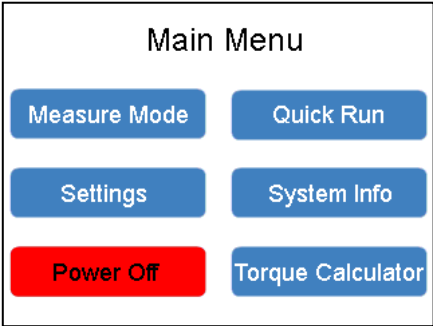 Main Menu
Measure Mode
Quick Run
Settings
System Info
Power Off
Torque Calculator